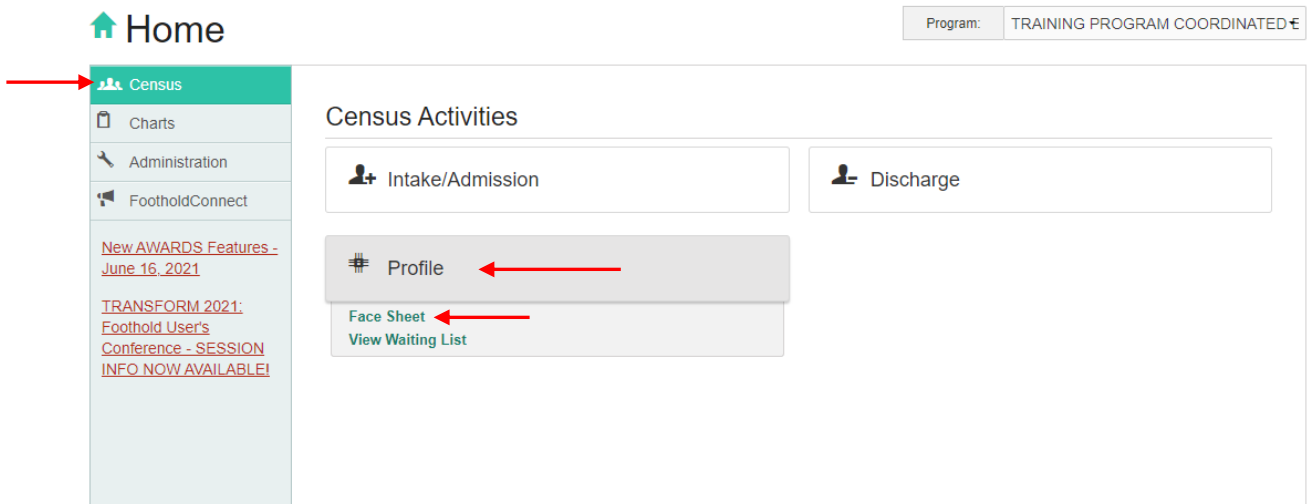 Home
Program: TRAINING PROGRAM COORDINATED E
Census
Charts
Administration
FootholdConnect
New AWARDS Features -
June 16, 2021
TRANSFORM 2021:
Foothold User's
Conference - SESSION
INFO NOW AVAILABLE!
Census Activities
Intake/Admission
Discharge
Profile
Face Sheet
View Waiting List